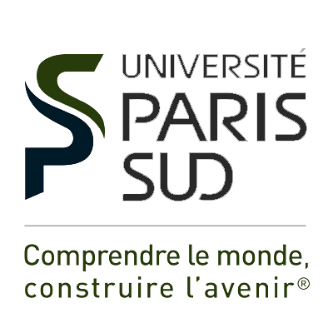 UNIVERSITÉ
PARIS
SUD
Comprendre le monde,
construire l'avenir®